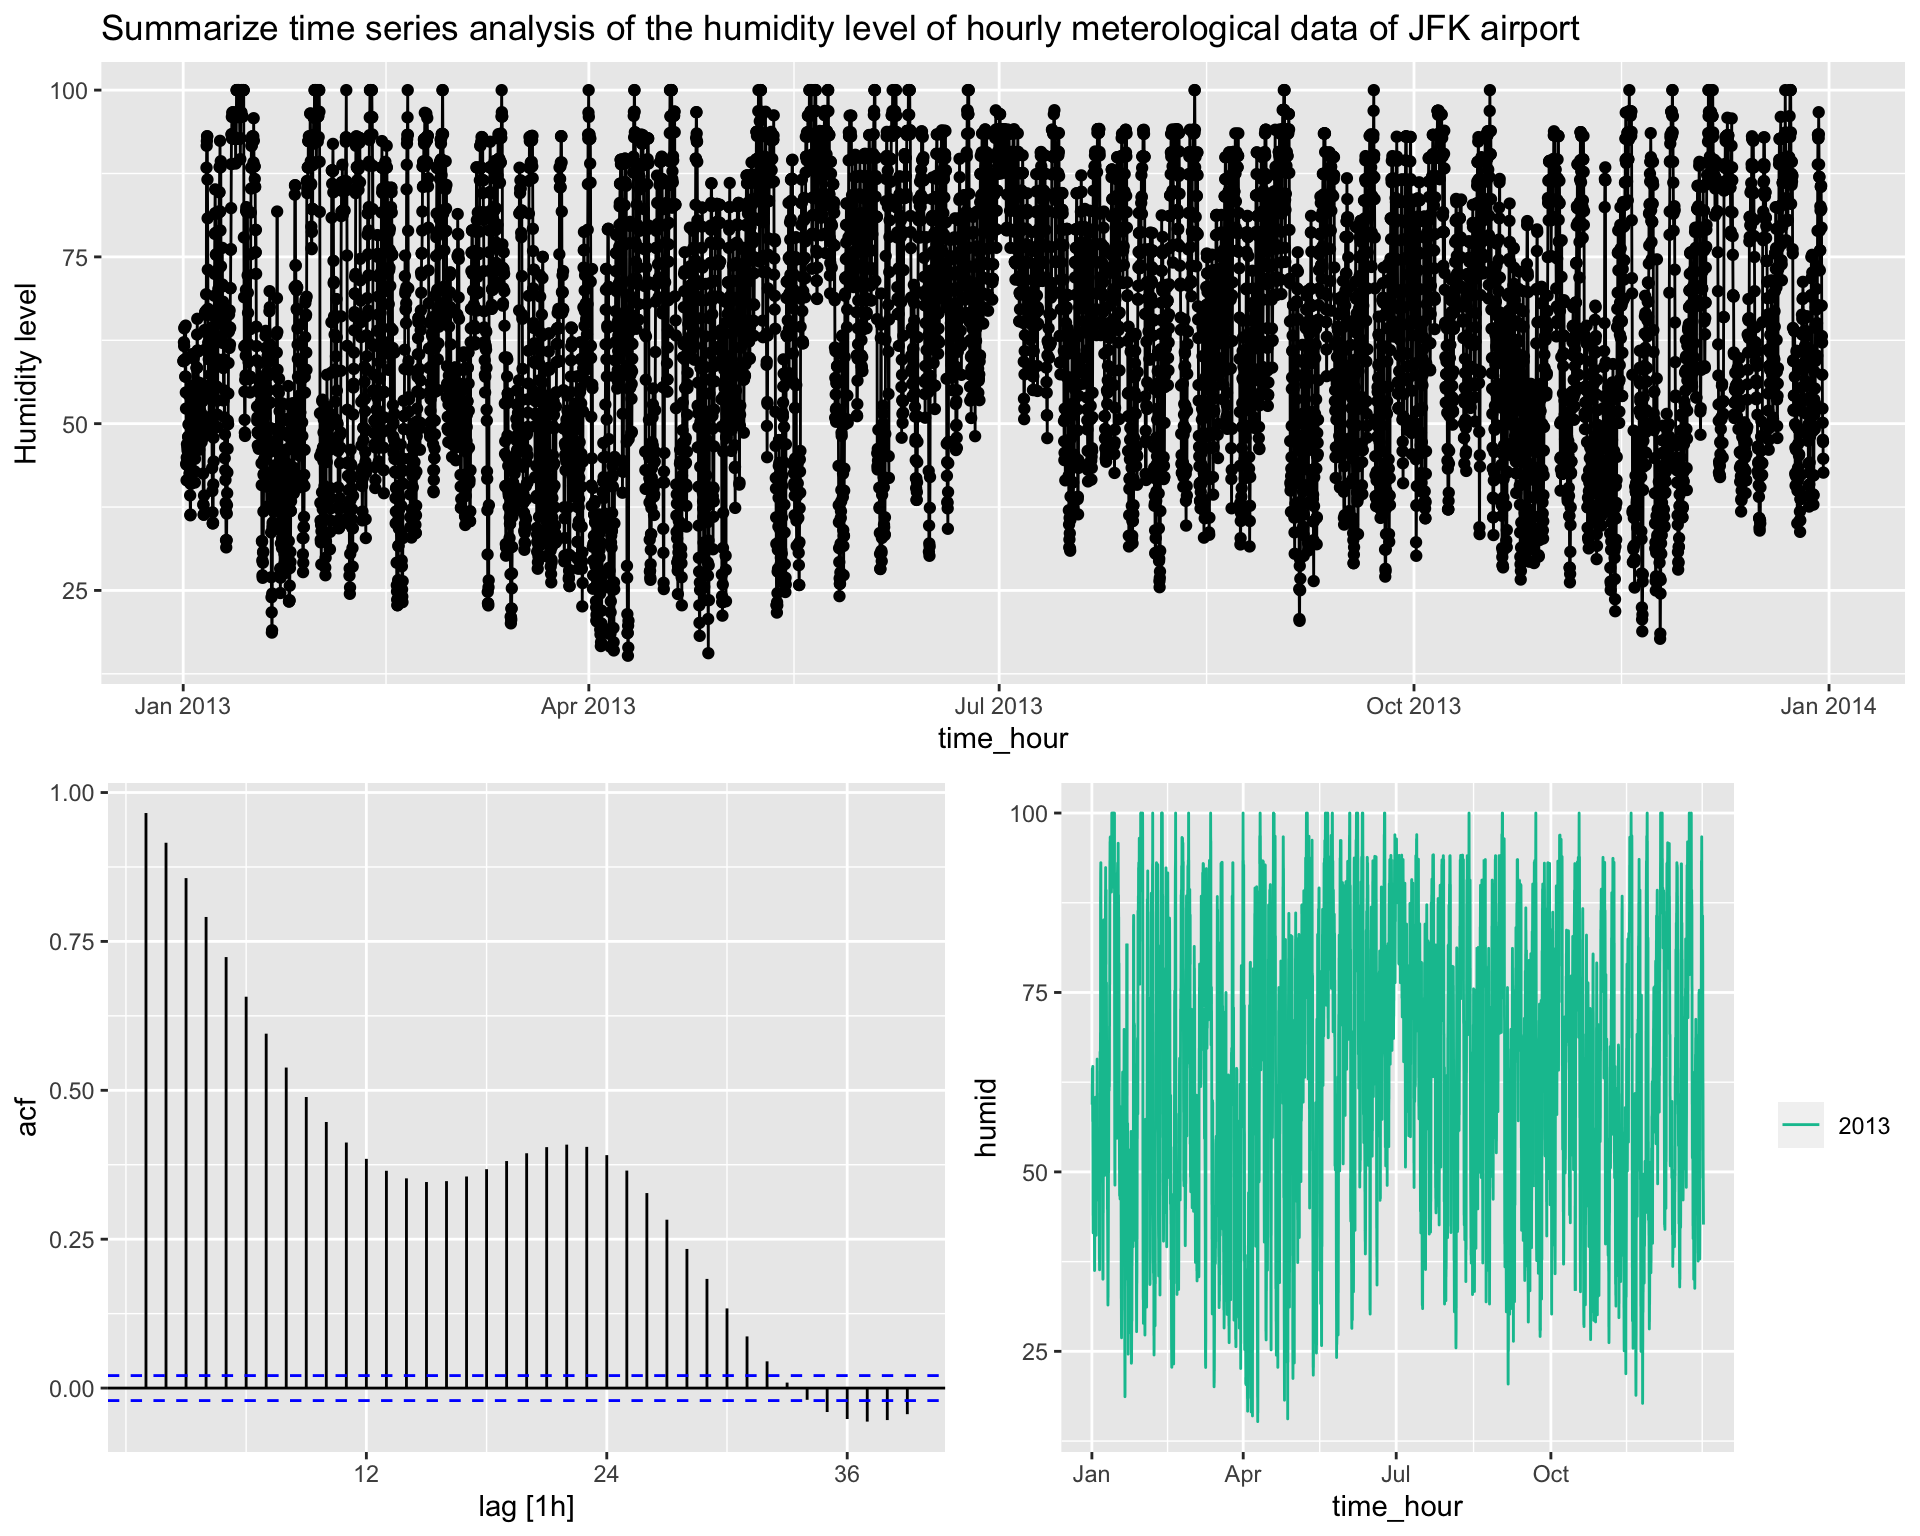 Summarize time series analysis of the humidity level of hourly meterological data of JFK airport
100
75
50
25
Humidity level
Jan 2013 Apr 2013 Jul 2013 Oct 2013 Jan 2014
time_hour
1.00
0.75
0.50
0.25
0.00
acf
12 24 36
lag [1h]
100
75
50
25
humid
Jan Apr Jul Oct
time_hour
2013